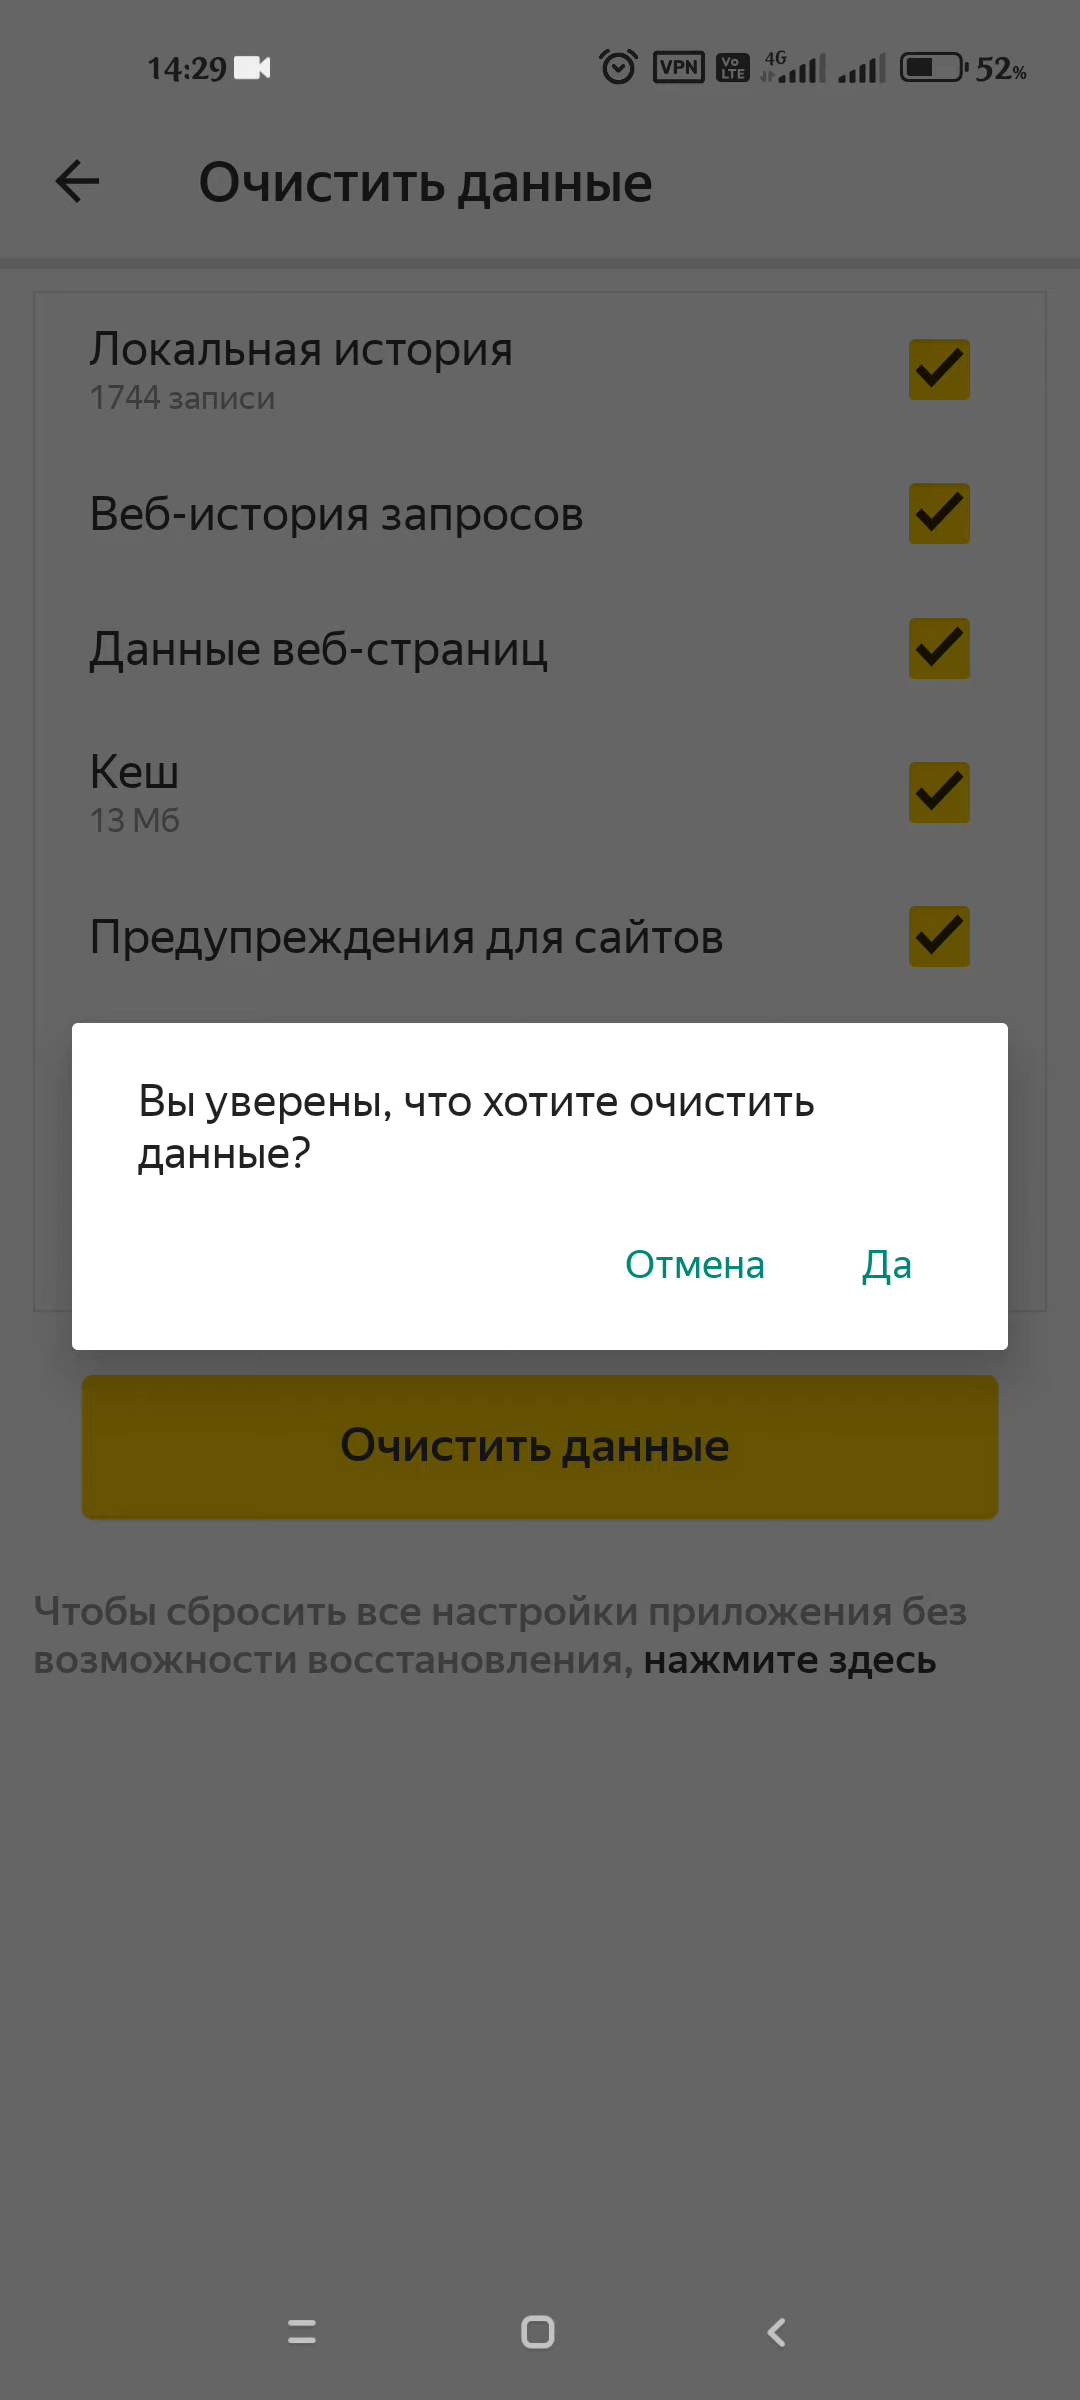 14:29
VPN
Vo
LTE
4G
52%
Очистить данные
Локальная история
1744 записи
Веб-история запросов
Данные веб-страниц
Кеш
13 Мб
Предупреждения для сайтов
Вы уверены, что хотите очистить
данные?
Отмена
Да
Очистить данные
Чтобы сбросить все настройки приложения без
возможности восстановления, нажмите здесь